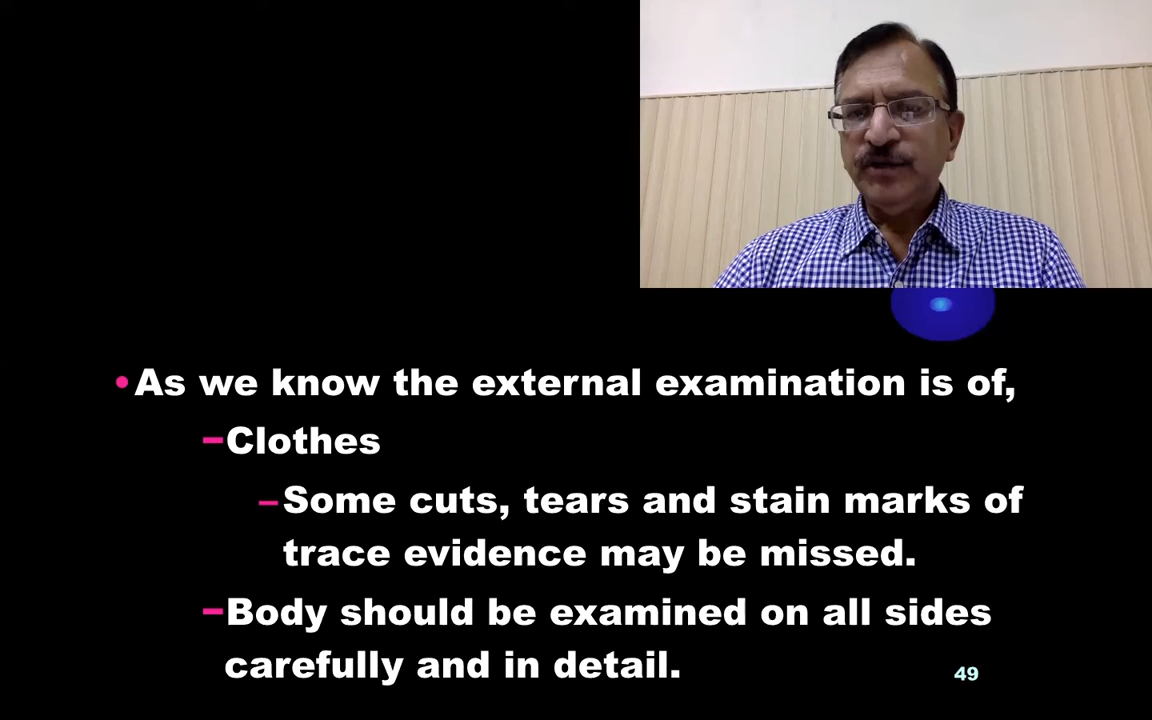 •As we know the external examination is of,
–Clothes
–Some cuts, tears and stain marks of
trace evidence may be missed.
–Body should be examined on all sides
carefully and in detail.
49